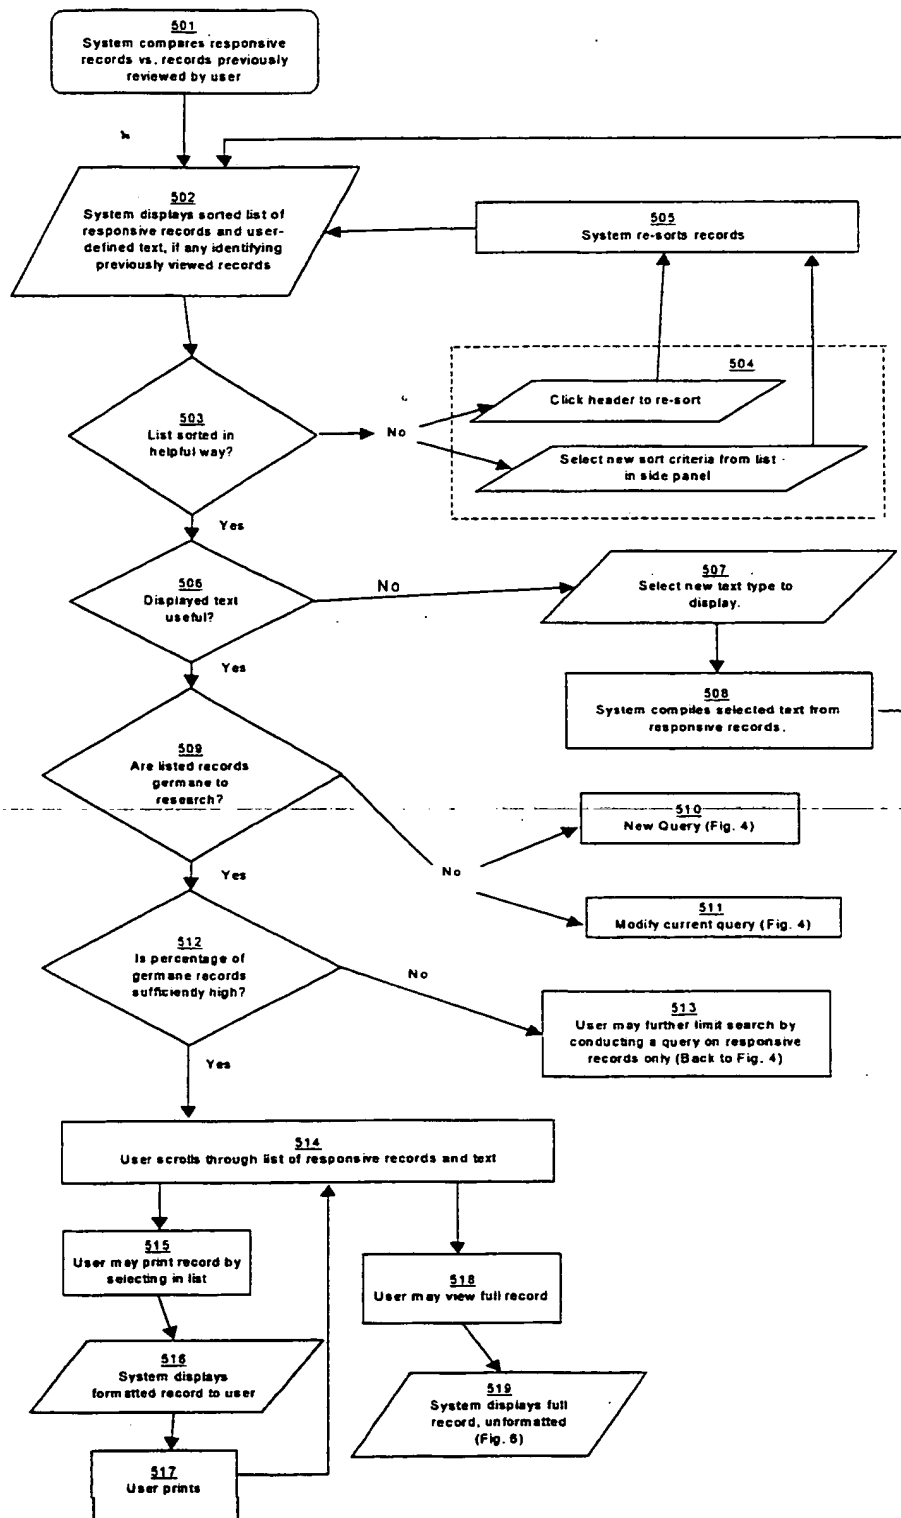 501
System compares responsive
records vs. records previously
reviewed by user
502
System displays sorted list of
responsive records and user-
defined text, if any identifying
previously viewed records
505
System re-sorts records
504
Click header to re-sort
503
List sorted in
helpful way?
No
Select new sort criteria from list
in side panel
Yes
506
Displayed text
useful?
No
507
Select new text type to
display.
Yes
508
System compiles selected text from
responsive records.
509
Are listed records
germane to
research?
510
New Query (Fig. 4)
No
Yes
511
Modify current query (Fig. 4)
512
Is percentage of
germane records
sufficiently high?
No
513
User may further limit search by
conducting a query on responsive
records only (Back to Fig. 4)
Yes
514
User scrolls through list of responsive records and text
515
User may print record by
selecting in list
518
User may view full record
516
System displays
formatted record to user
519
System displays full
record, unformatted
(Fig. 6)
517
User prints